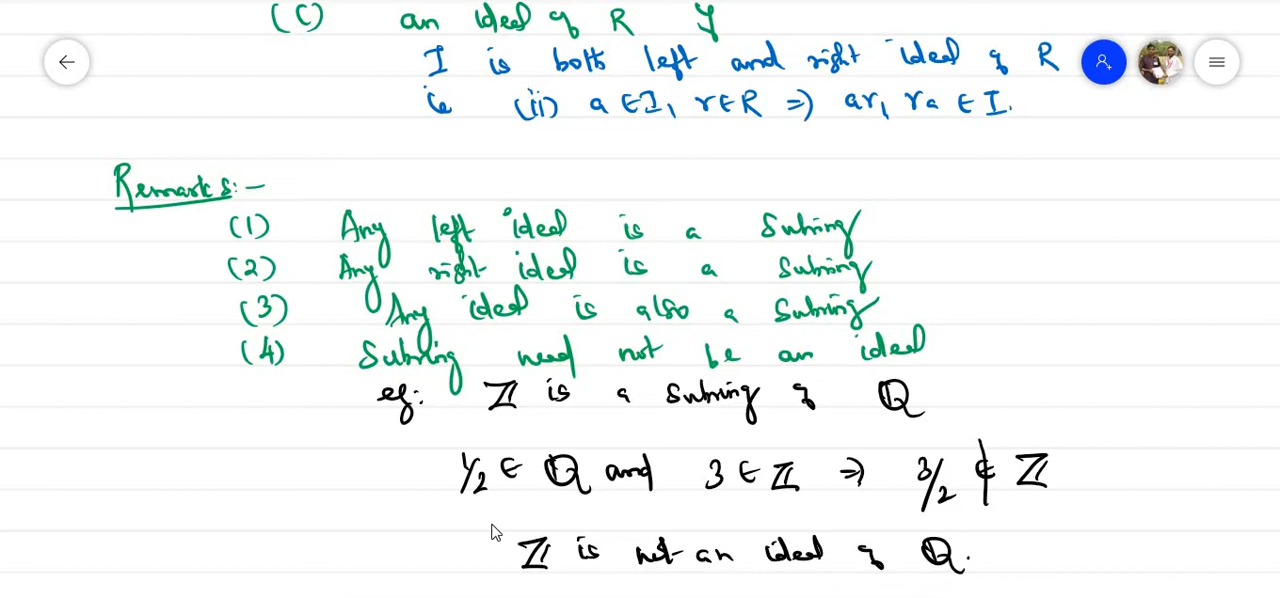 (C) an ideal of R if
I is both left and right ideal of R
ie (ii) a ∈ I, r ∈ R ⇒ ar, ra ∈ I.
Remarks:-
(1) Any left ideal is a Subring
(2) Any right ideal is a Subring
(3) Any ideal is also a Subring
(4) Subring need not be an ideal
eg: ℤ is a subring of ℚ
1/2 ∈ ℚ and 3 ∈ ℤ ⇒ 3/2 ∉ ℤ
ℤ is not an ideal of ℚ.